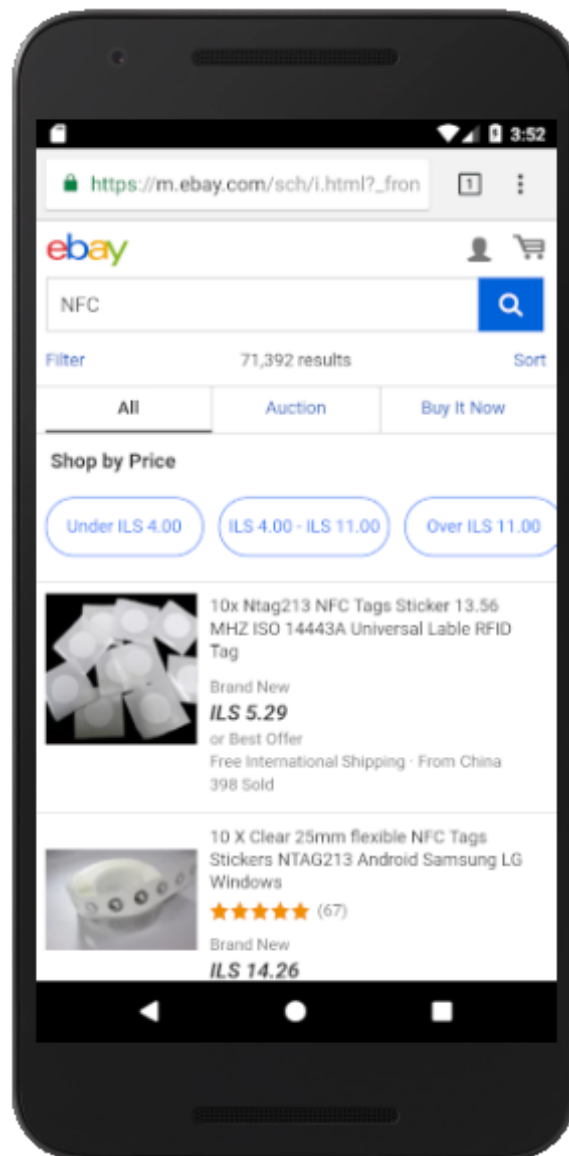 3:52
https://m.ebay.com/sch/i.html?_fron
1
ebay
NFC
Filter
71,392 results
Sort
All
Auction
Buy It Now
Shop by Price
Under ILS 4.00
ILS 4.00 - ILS 11.00
Over ILS 11.00
10x Ntag213 NFC Tags Sticker 13.56
MHZ ISO 14443A Universal Lable RFID
Tag
Brand New
ILS 5.29
or Best Offer
Free International Shipping · From China
398 Sold
10 X Clear 25mm flexible NFC Tags
Stickers NTAG213 Android Samsung LG
Windows
(67)
Brand New
ILS 14.26